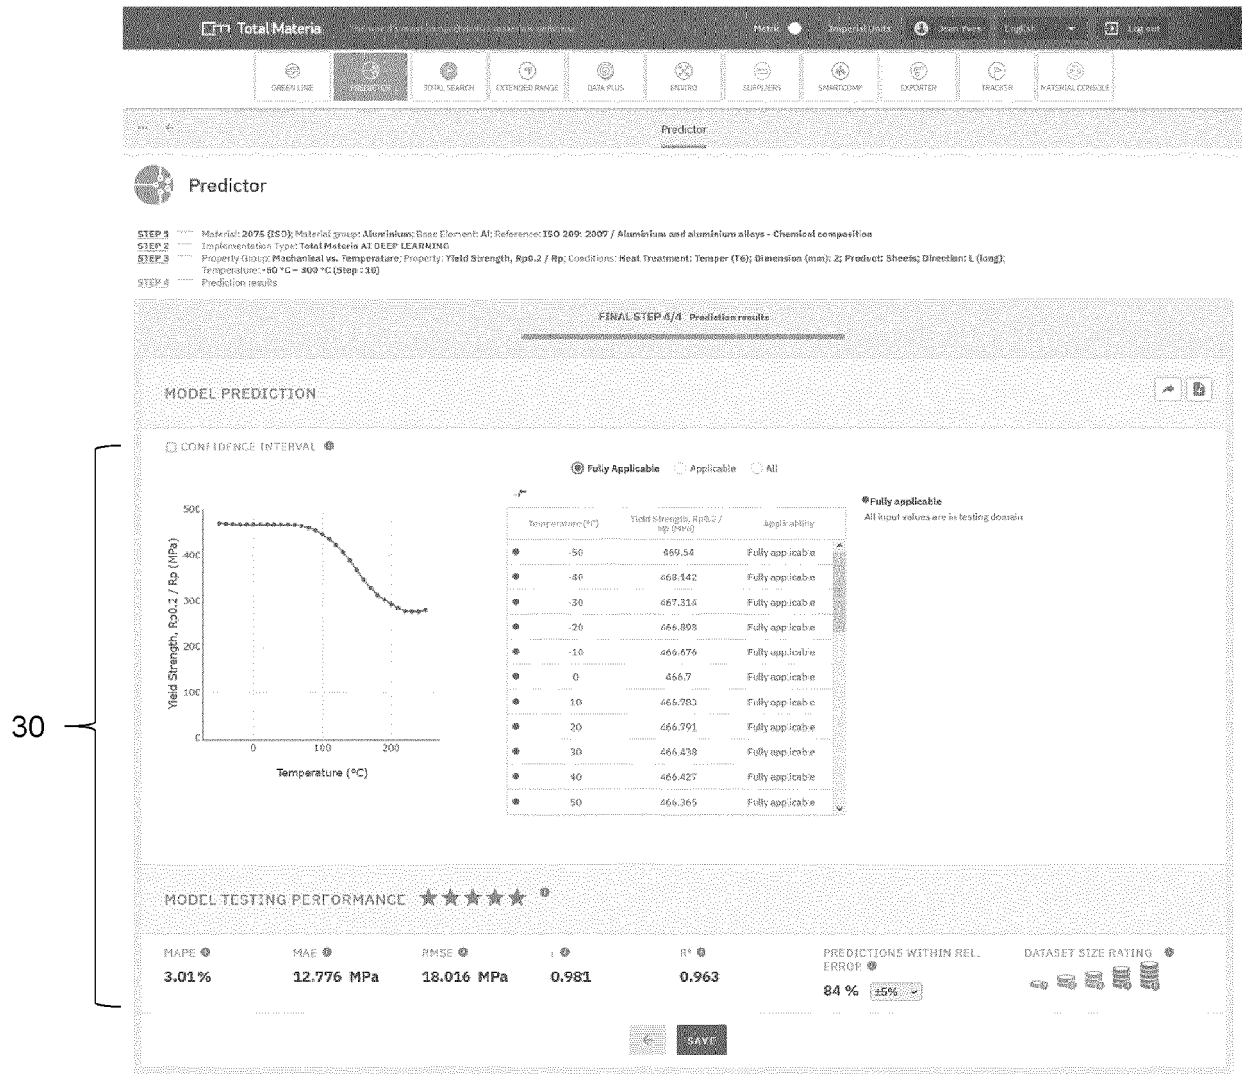 Total Materia
Metric
Imperial Units
Jean Yves
English
Log out
GREEN LINE
PREDICTOR
TOTAL SEARCH
EXTENDED RANGE
DATA PLUS
ENVIRO
SUPPLIERS
SMARTCOMP
EXPORTER
TRACKER
MATERIAL CONSOLE
Predictor
Predictor
STEP 1 Material: 2075 (ISO); Material group: Aluminium; Base Element: Al; Reference: ISO 209: 2007 / Aluminium and aluminium alloys - Chemical composition
STEP 2 Implementation Type: Total Materia AI DEEP LEARNING
STEP 3 Property Group: Mechanical vs. Temperature; Property: Yield Strength, Rp0.2 / Rp; Conditions: Heat Treatment: Temper (T6); Dimension (mm): 2; Product: Sheets; Direction: L (long);
Temperature: -50 °C – 300 °C (Step : 10)
STEP 4 Prediction results
FINAL STEP 4/4 Prediction results
MODEL PREDICTION
30
CONFIDENCE INTERVAL
Fully Applicable Applicable All
Fully applicable
All input values are in testing domain
Yield Strength, Rp0.2 / Rp (MPa)
500
400
300
200
100
0
0 100 200
Temperature (°C)
Temperature (°C) Yield Strength, Rp0.2 / Rp (MPa) Applicability
-50 469.54 Fully applicable
-40 468.142 Fully applicable
-30 467.314 Fully applicable
-20 466.898 Fully applicable
-10 466.676 Fully applicable
0 466.7 Fully applicable
10 466.783 Fully applicable
20 466.791 Fully applicable
30 466.438 Fully applicable
40 466.427 Fully applicable
50 466.365 Fully applicable
MODEL TESTING PERFORMANCE
MAPE MAE RMSE r R² PREDICTIONS WITHIN REL. ERROR DATASET SIZE RATING
3.01% 12.776 MPa 18.016 MPa 0.981 0.963 84 % ±5%
SAVE